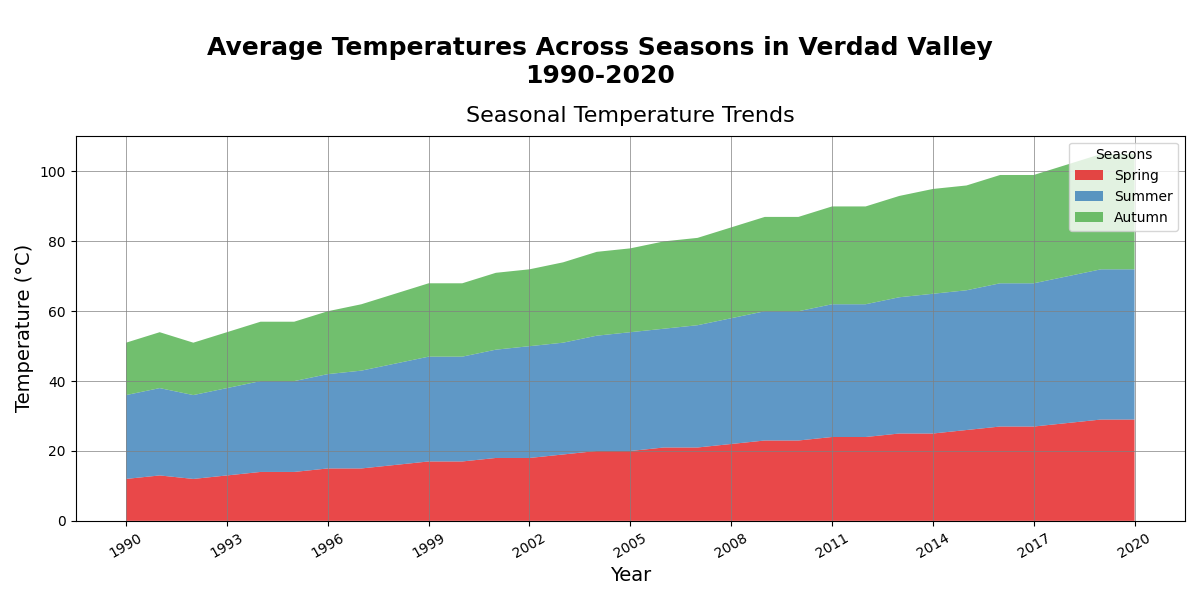 Average Temperatures Across Seasons in Verdad Valley
1990-2020
Seasonal Temperature Trends
Seasons
Spring
Summer
Autumn
Temperature (°C)
100
80
60
40
20
0
1990 1993 1996 1999 2002 2005 2008 2011 2014 2017 2020
Year